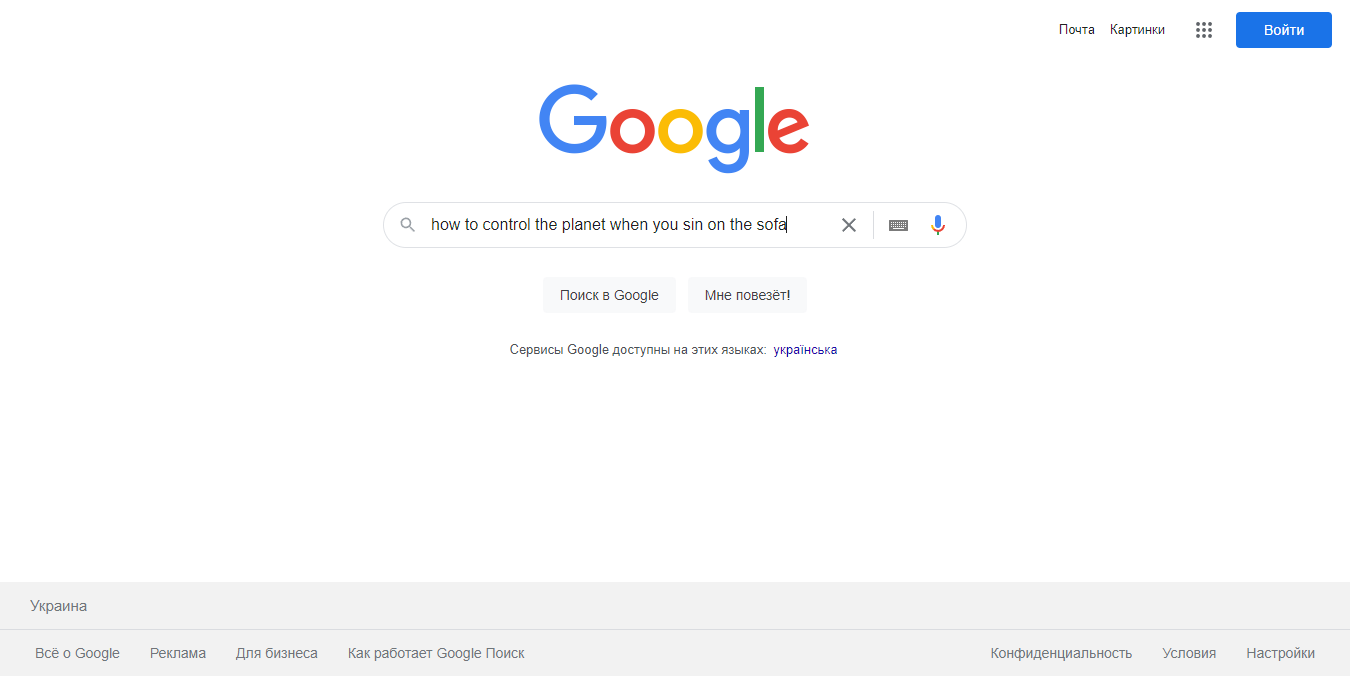 Почта Картинки Войти
Google
how to control the planet when you sin on the sofa
Поиск в Google Мне повезёт!
Сервисы Google доступны на этих языках: українська
Украина
Всё о Google Реклама Для бизнеса Как работает Google Поиск Конфиденциальность Условия Настройки